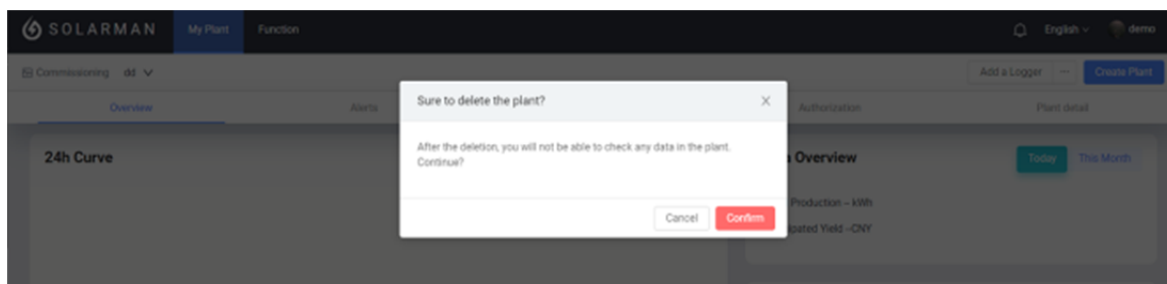 SOLARMAN
My Plant
Function
English
demo
Commissioning dd
Add a Logger
Create Plant
Overview
Alerts
Authorization
Plant detail
Sure to delete the plant?
After the deletion, you will not be able to check any data in the plant.
Continue?
Cancel
Confirm
24h Curve
Overview
Today
This Month
Production -- kWh
Yield --CNY